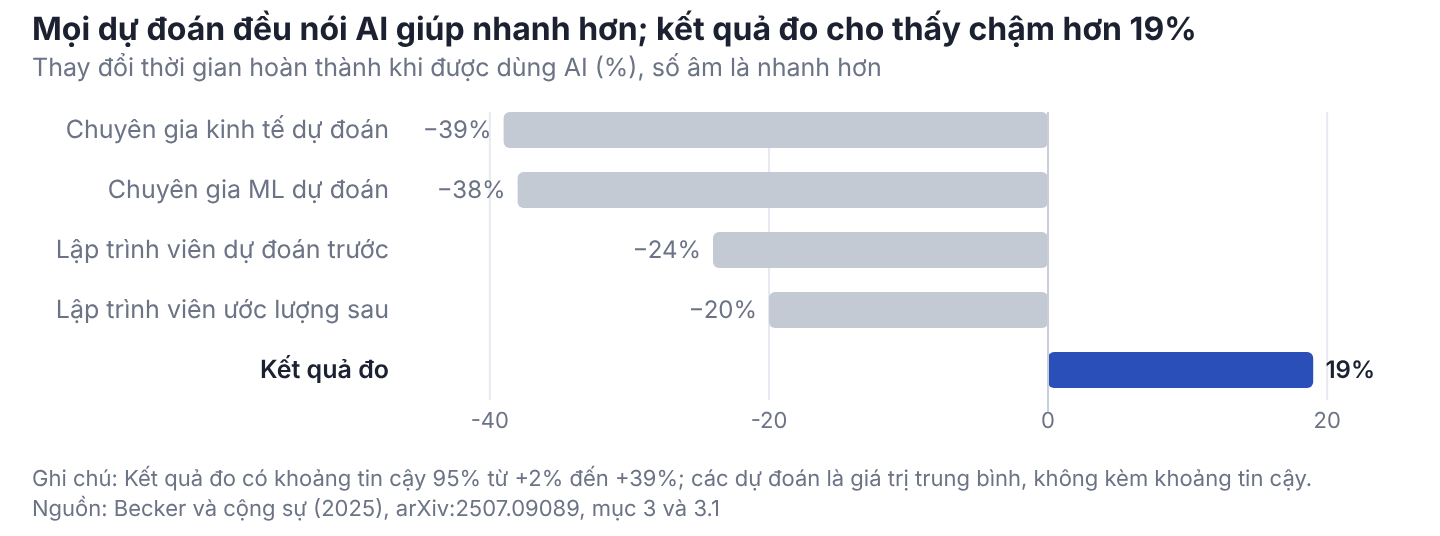 Mọi dự đoán đều nói AI giúp nhanh hơn; kết quả đo cho thấy chậm hơn 19%
Thay đổi thời gian hoàn thành khi được dùng AI (%), số âm là nhanh hơn
Chuyên gia kinh tế dự đoán −39%
Chuyên gia ML dự đoán −38%
Lập trình viên dự đoán trước −24%
Lập trình viên ước lượng sau −20%
Kết quả đo 19%
-40 -20 0 20
Ghi chú: Kết quả đo có khoảng tin cậy 95% từ +2% đến +39%; các dự đoán là giá trị trung bình, không kèm khoảng tin cậy.
Nguồn: Becker và cộng sự (2025), arXiv:2507.09089, mục 3 và 3.1